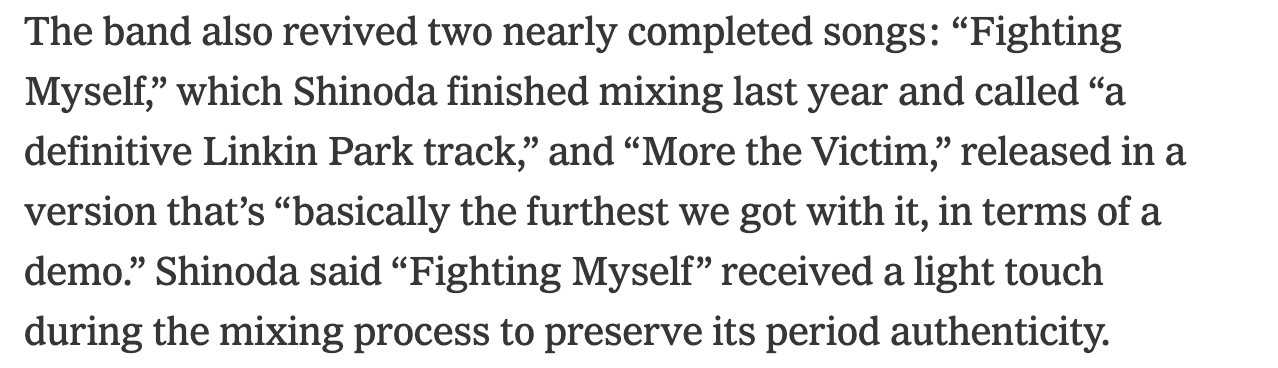 The band also revived two nearly completed songs: “Fighting
Myself,” which Shinoda finished mixing last year and called “a
definitive Linkin Park track,” and “More the Victim,” released in a
version that’s “basically the furthest we got with it, in terms of a
demo.” Shinoda said “Fighting Myself” received a light touch
during the mixing process to preserve its period authenticity.